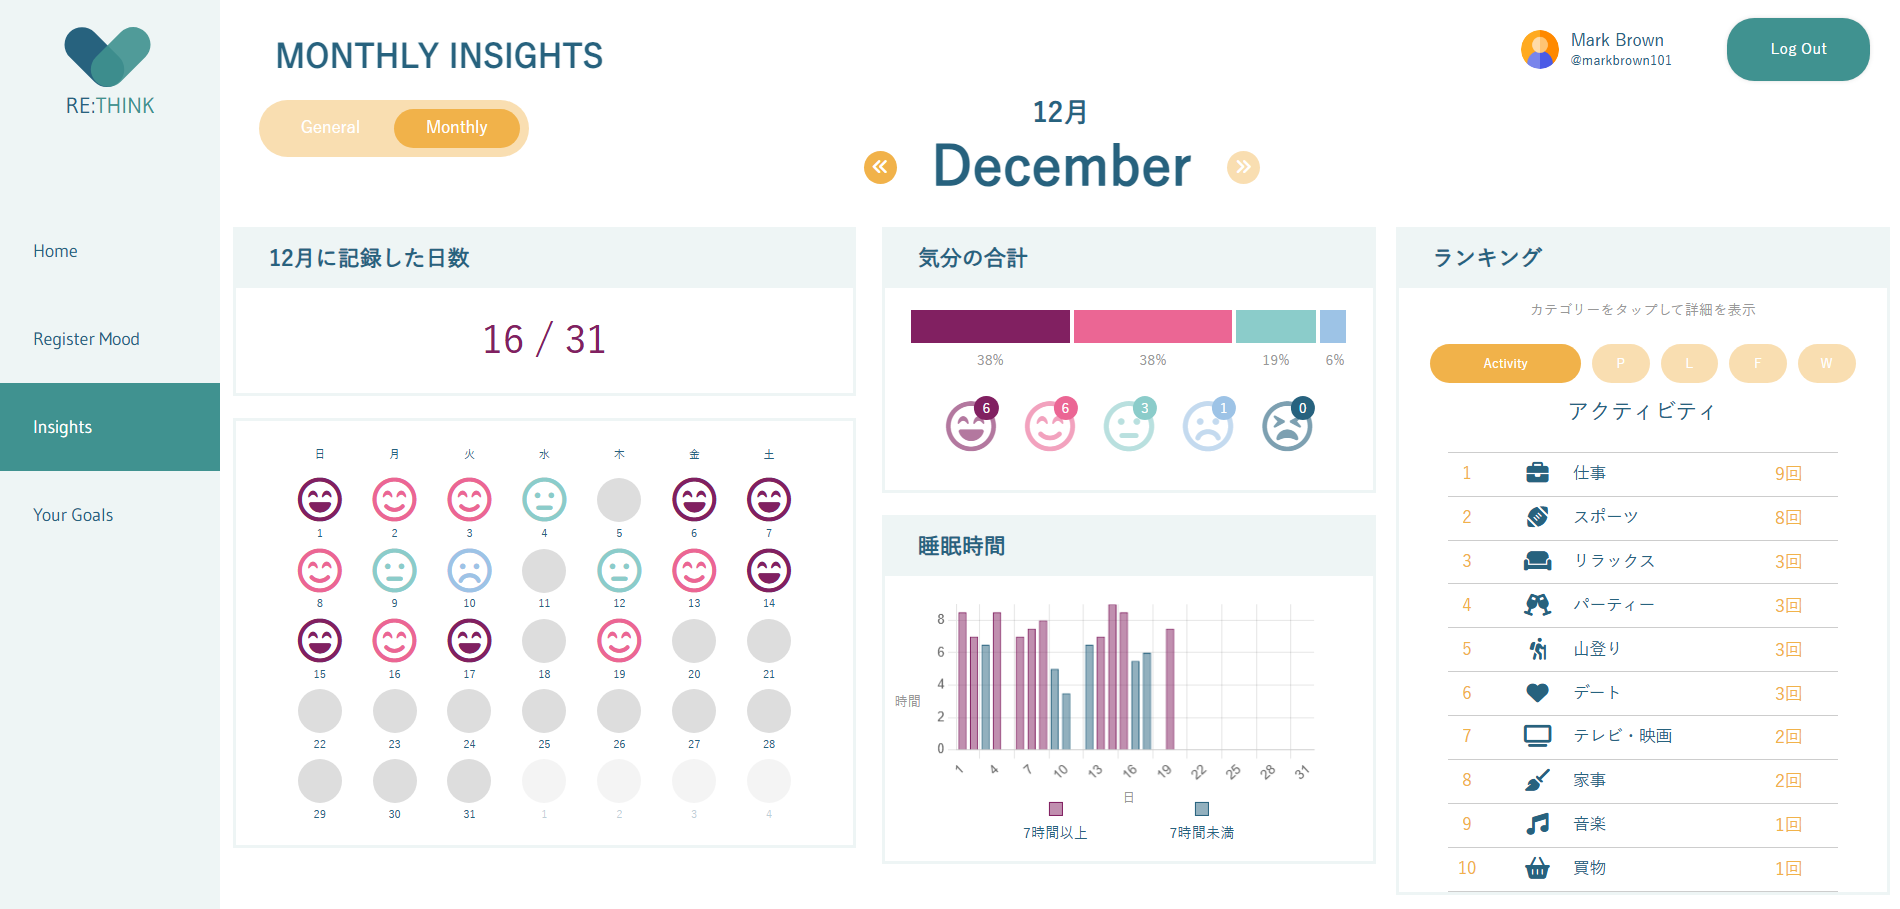 RE:THINK
Home
Register Mood
Insights
Your Goals
MONTHLY INSIGHTS
General
Monthly
12月
December
Mark Brown
@markbrown101
Log Out
12月に記録した日数
16 / 31
日 月 火 水 木 金 土
1 2 3 4 5 6 7
8 9 10 11 12 13 14
15 16 17 18 19 20 21
22 23 24 25 26 27 28
29 30 31 1 2 3 4
気分の合計
38% 38% 19% 6%
6 6 3 1 0
睡眠時間
8
6
4
2
0
時間
1 4 7 10 13 16 19 22 25 28 31
日
7時間以上 7時間未満
ランキング
カテゴリーをタップして詳細を表示
Activity P L F W
アクティビティ
1 仕事 9回
2 スポーツ 8回
3 リラックス 3回
4 パーティー 3回
5 山登り 3回
6 デート 3回
7 テレビ・映画 2回
8 家事 2回
9 音楽 1回
10 買物 1回